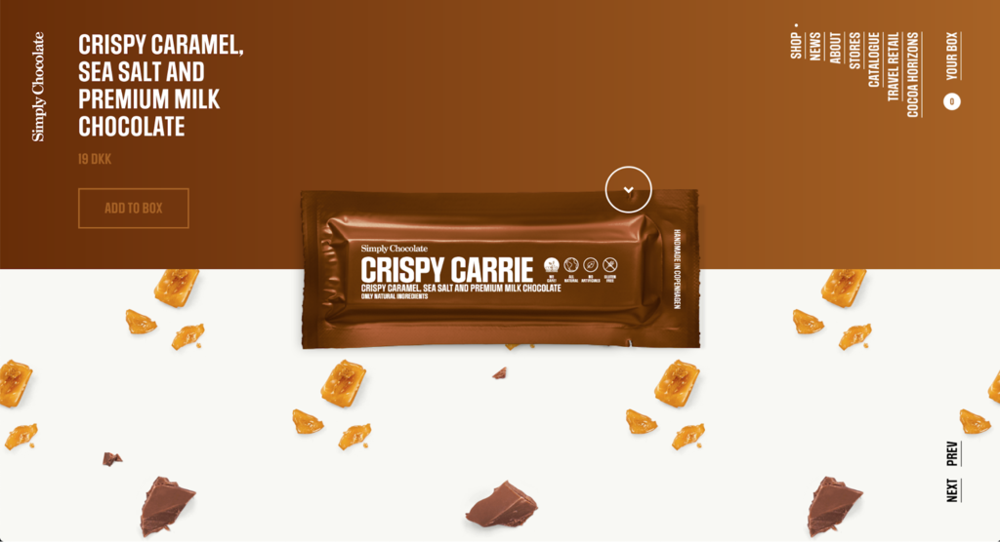 Simply Chocolate
CRISPY CARAMEL,
SEA SALT AND
PREMIUM MILK
CHOCOLATE
19 DKK
ADD TO BOX
SHOP
NEWS
ABOUT
STORES
CATALOGUE
TRAVEL RETAIL
COCOA HORIZONS
YOUR BOX
0
Simply Chocolate
CRISPY CARRIE
CRISPY CARAMEL, SEA SALT AND PREMIUM MILK CHOCOLATE
ONLY NATURAL INGREDIENTS
ALL
NATURAL
NO
ARTIFICIALS
GLUTEN
FREE
HANDMADE IN COPENHAGEN
PREV
NEXT